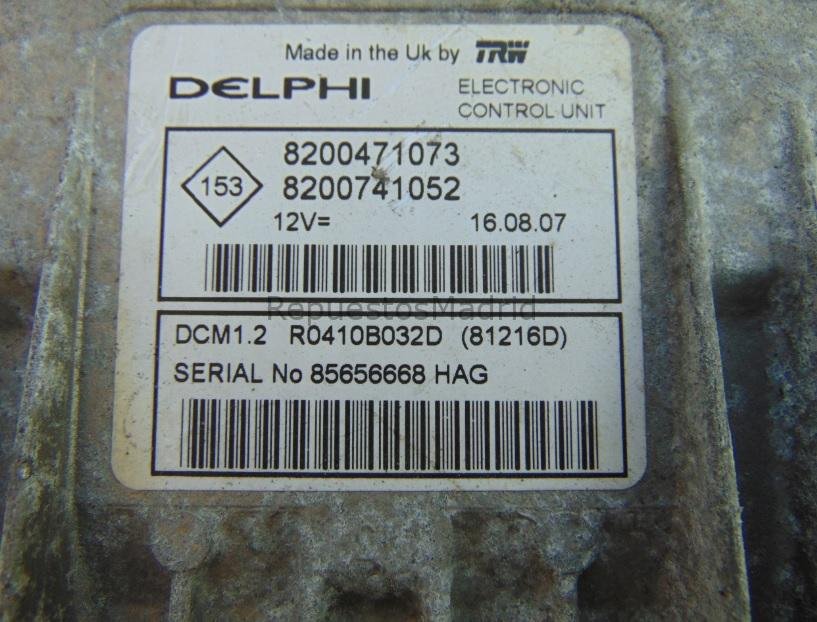 Made in the Uk by TRW
DELPHI
ELECTRONIC
CONTROL UNIT
153
8200471073
8200741052
12V=
16.08.07
RepuestosMadrid
DCM1.2 R0410B032D (81216D)
SERIAL No 85656668 HAG